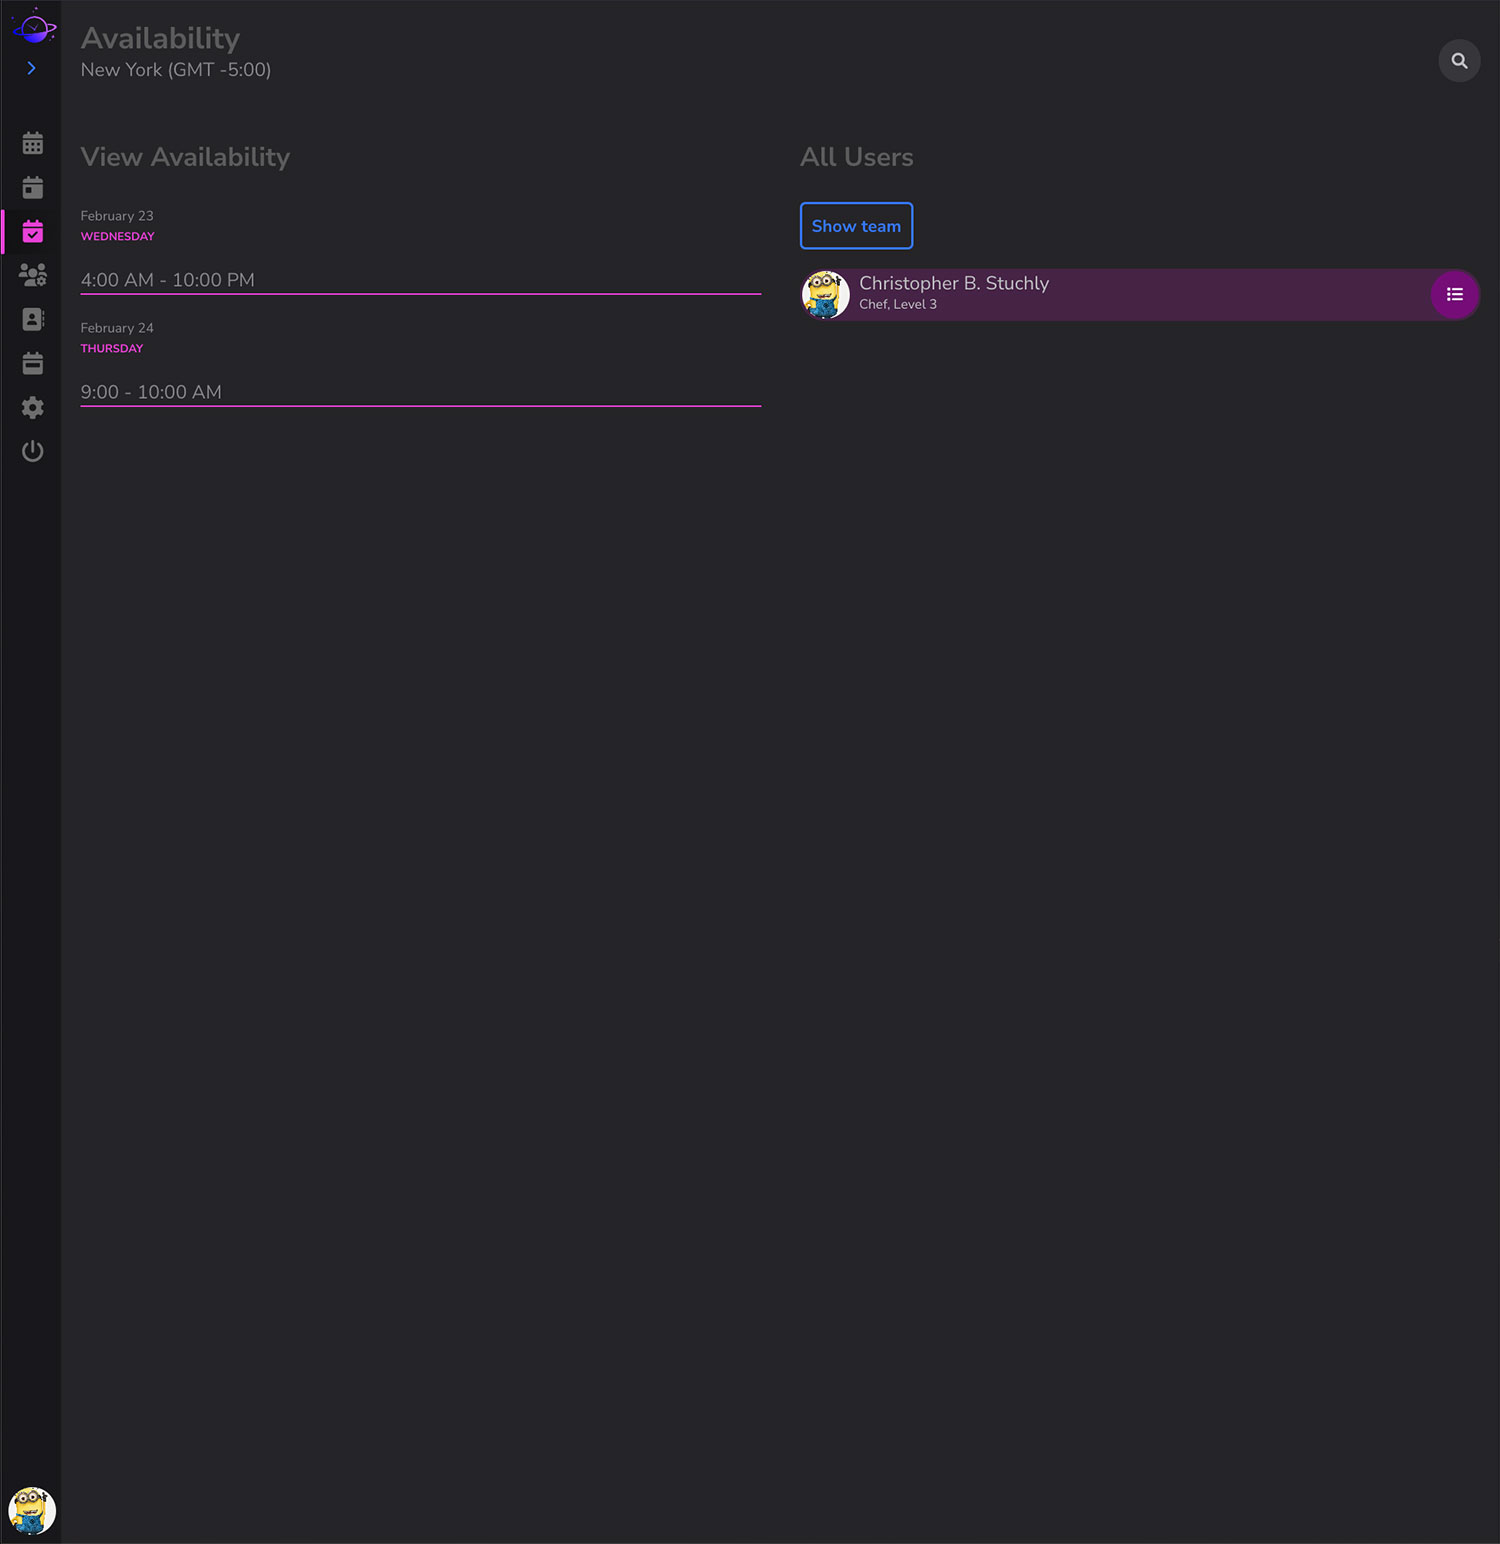 Availability
New York (GMT -5:00)
View Availability
February 23
WEDNESDAY
4:00 AM - 10:00 PM
February 24
THURSDAY
9:00 - 10:00 AM
All Users
Show team
Christopher B. Stuchly
Chef, Level 3